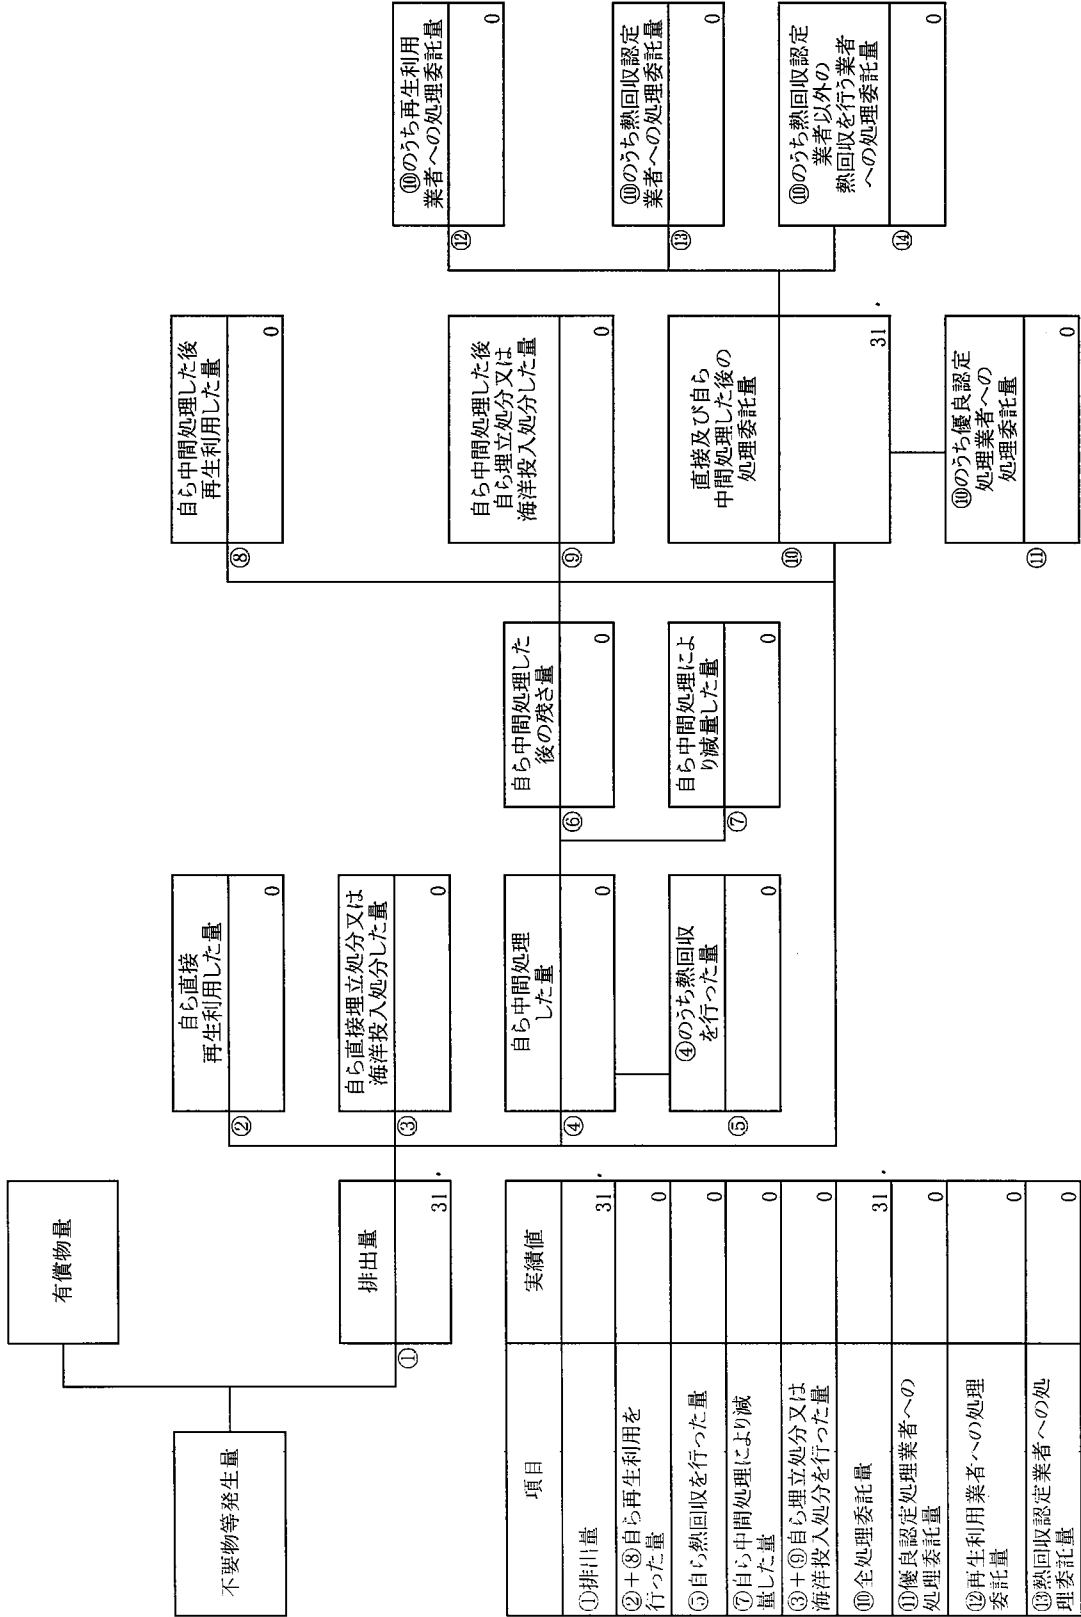 不要物等発生量
有償物量
①
排出量
31
②
自ら直接
再生利用した量
0
③
自ら直接埋立処分又は
海洋投入処分した量
0
④
自ら中間処理
した量
0
⑤
④のうち熱回収
を行った量
0
⑥
自ら中間処理した
後の残さ量
0
⑦
自ら中間処理によ
り減量した量
0
⑧
自ら中間処理した後
再生利用した量
0
⑨
自ら中間処理した後
自ら埋立処分又は
海洋投入処分した量
0
⑩
直接及び自ら
中間処理した後の
処理委託量
31
⑪
⑩のうち優良認定
処理業者への
処理委託量
0
⑫
⑩のうち再生利用
業者への処理委託量
0
⑬
⑩のうち熱回収認定
業者への処理委託量
0
⑭
⑩のうち熱回収認定
業者以外の
熱回収を行う業者
への処理委託量
0
項目 実績値
①排出量 31
②+⑧自ら再生利用を
行った量 0
⑤自ら熱回収を行った量 0
⑦自ら中間処理により減
量した量 0
③+⑨自ら埋立処分又は
海洋投入処分を行った量 0
⑩全処理委託量 31
⑪優良認定処理業者への
処理委託量 0
⑫再生利用業者への処理
委託量 0
⑬熱回収認定業者への処
理委託量 0